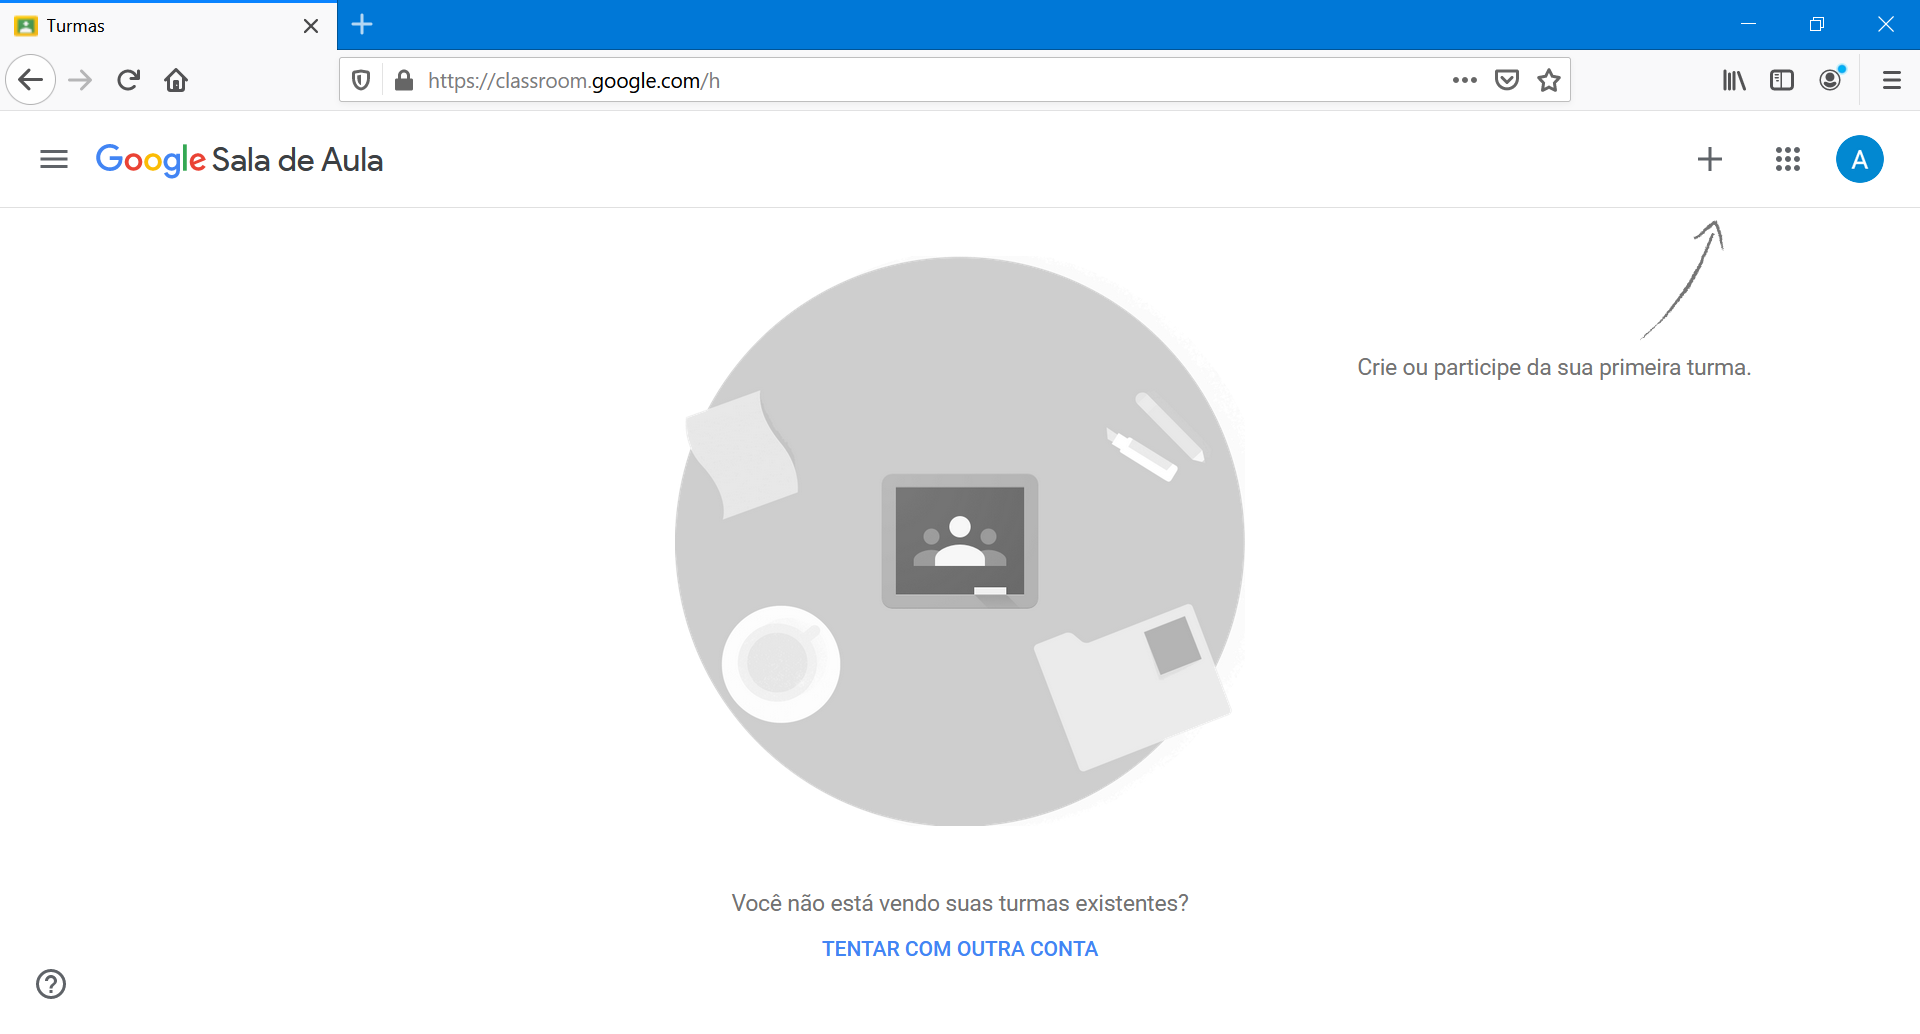 Turmas
https://classroom.google.com/h
Google Sala de Aula
A
Crie ou participe da sua primeira turma.
Você não está vendo suas turmas existentes?
TENTAR COM OUTRA CONTA